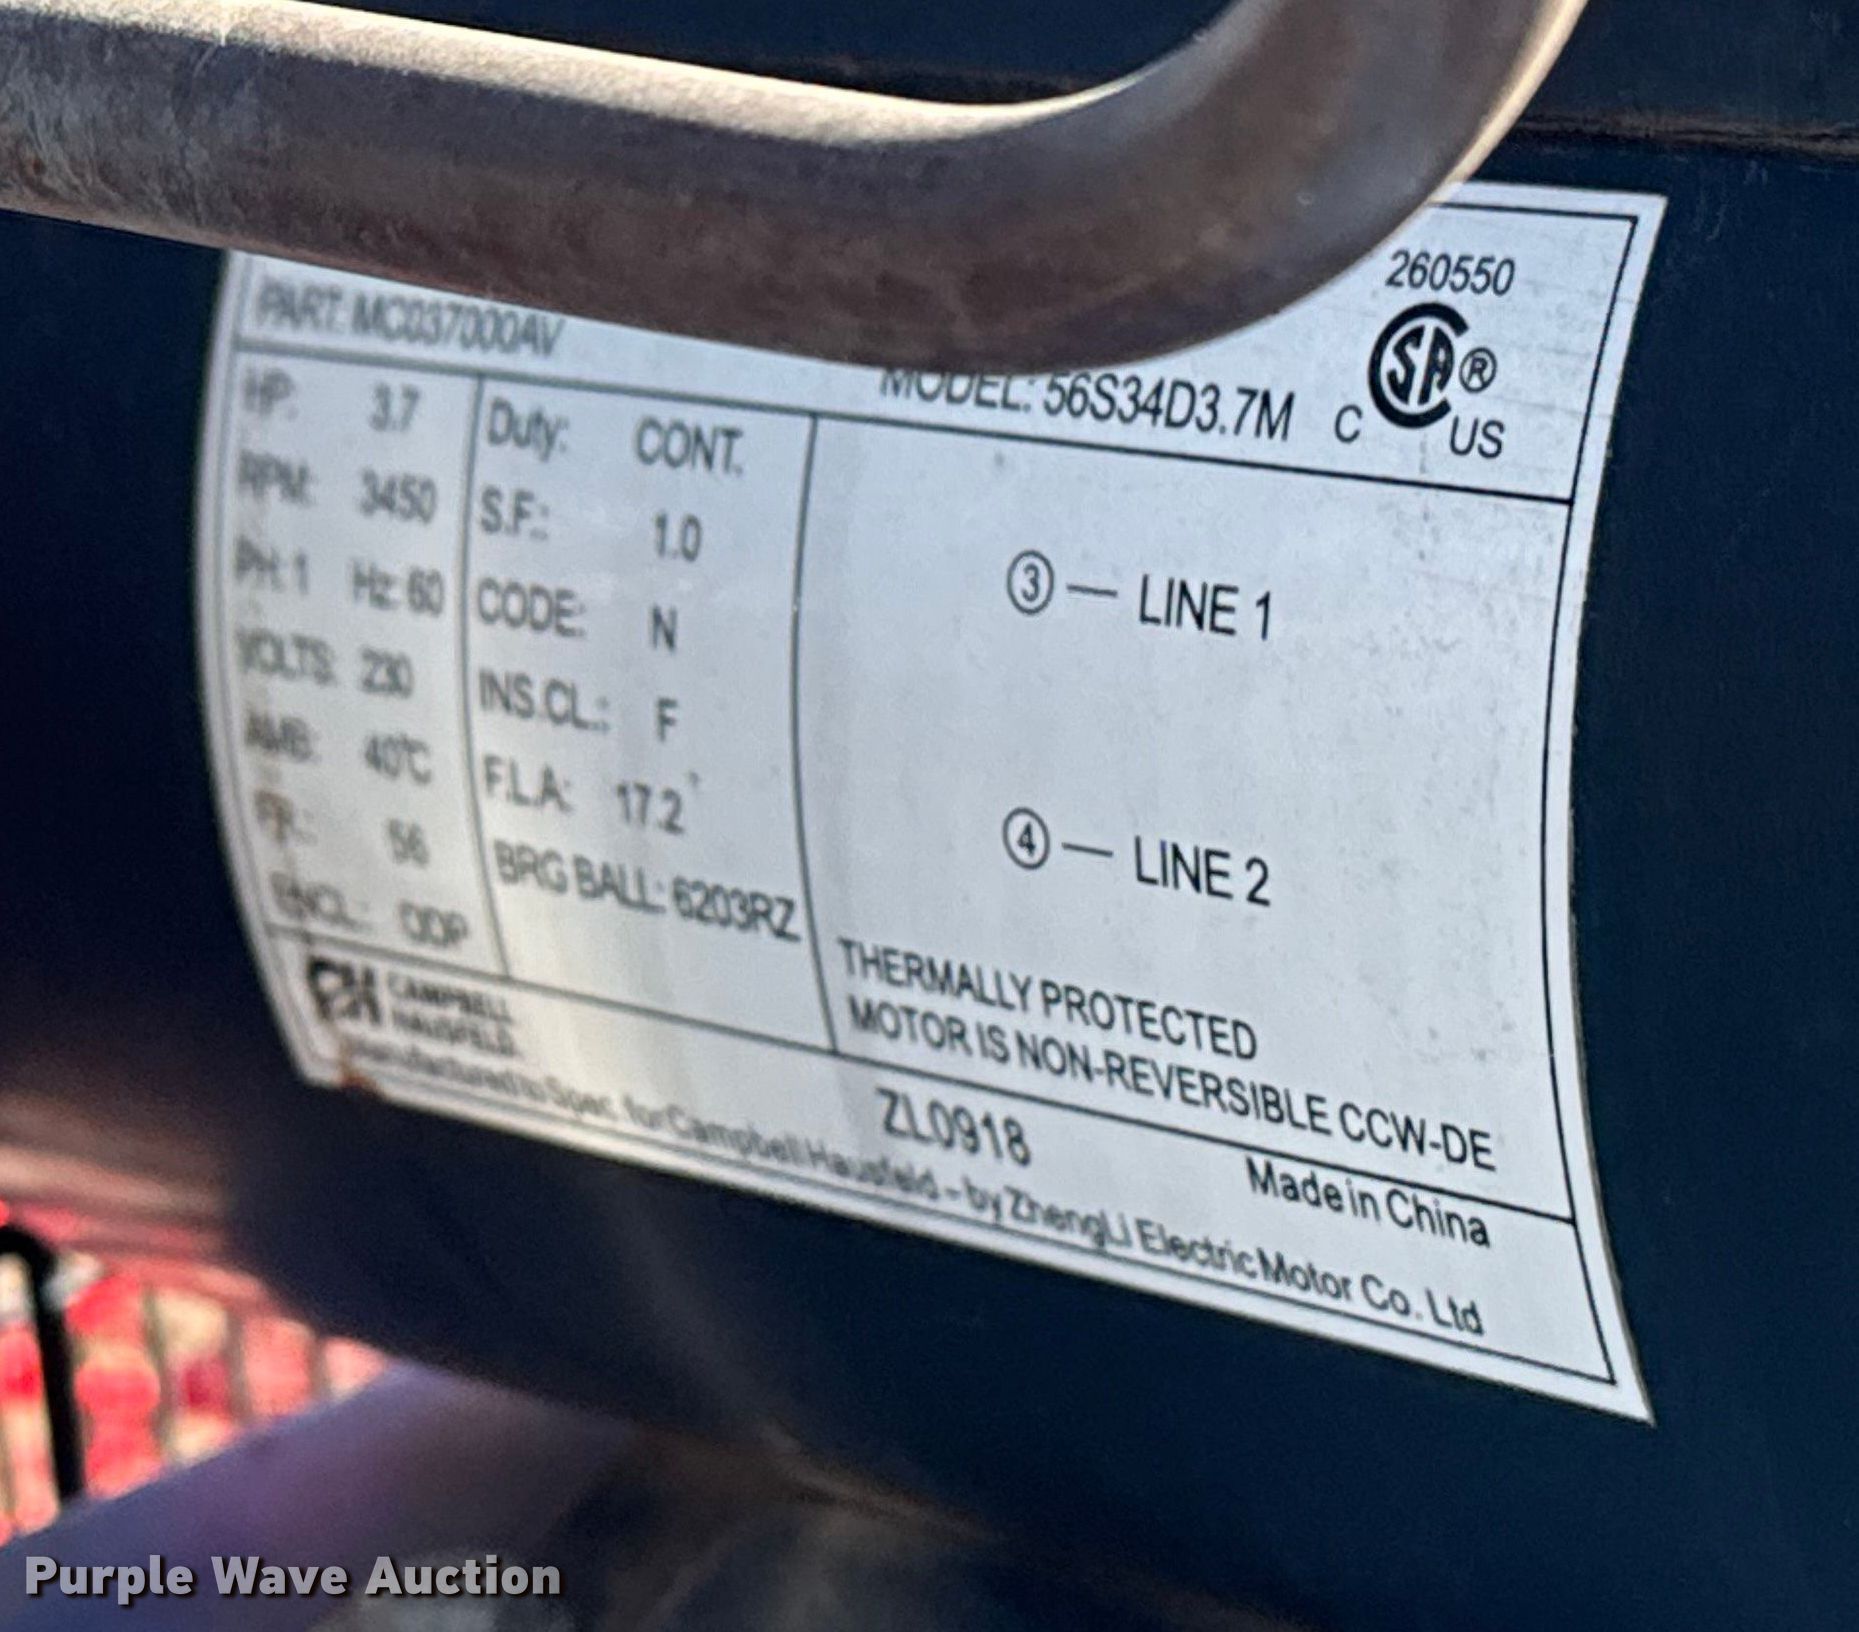 260550
PART: MC037000AV
MODEL: 56S34D3.7M
C SA ® US
HP: 3.7
RPM: 3450
PH: 1 Hz: 60
VOLTS: 230
AMB: 40°C
FR.: 56
ENCL: ODP
Duty: CONT.
S.F.: 1.0
CODE: N
INS.CL.: F
F.L.A: 17.2
BRG BALL: 6203RZ
③ — LINE 1
④ — LINE 2
THERMALLY PROTECTED
MOTOR IS NON-REVERSIBLE CCW-DE
CAMPBELL
HAUSFELD
ZL0918
Made in China
Manufactured to Spec. for Campbell Hausfeld - by ZhengLi Electric Motor Co. Ltd
Purple Wave Auction